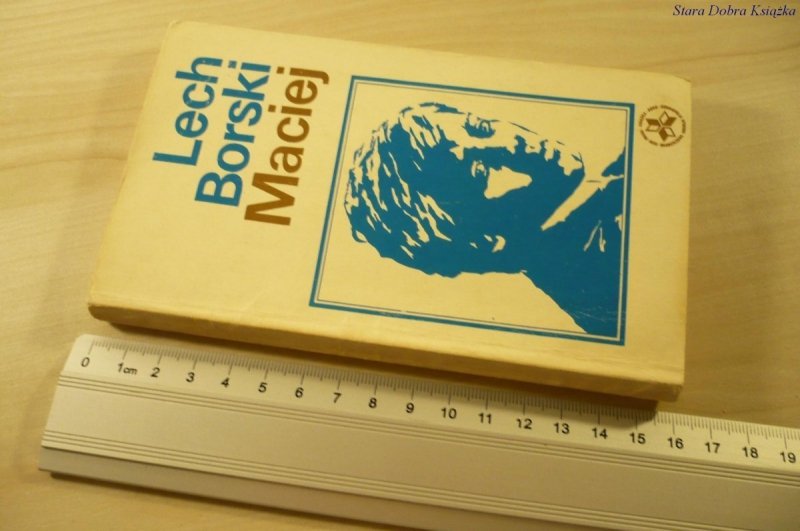 Stara Dobra Książka
Lech
Borski
Maciej
0 1cm 2 3 4 5 6 7 8 9 10 11 12 13 14 15 16 17 18 19